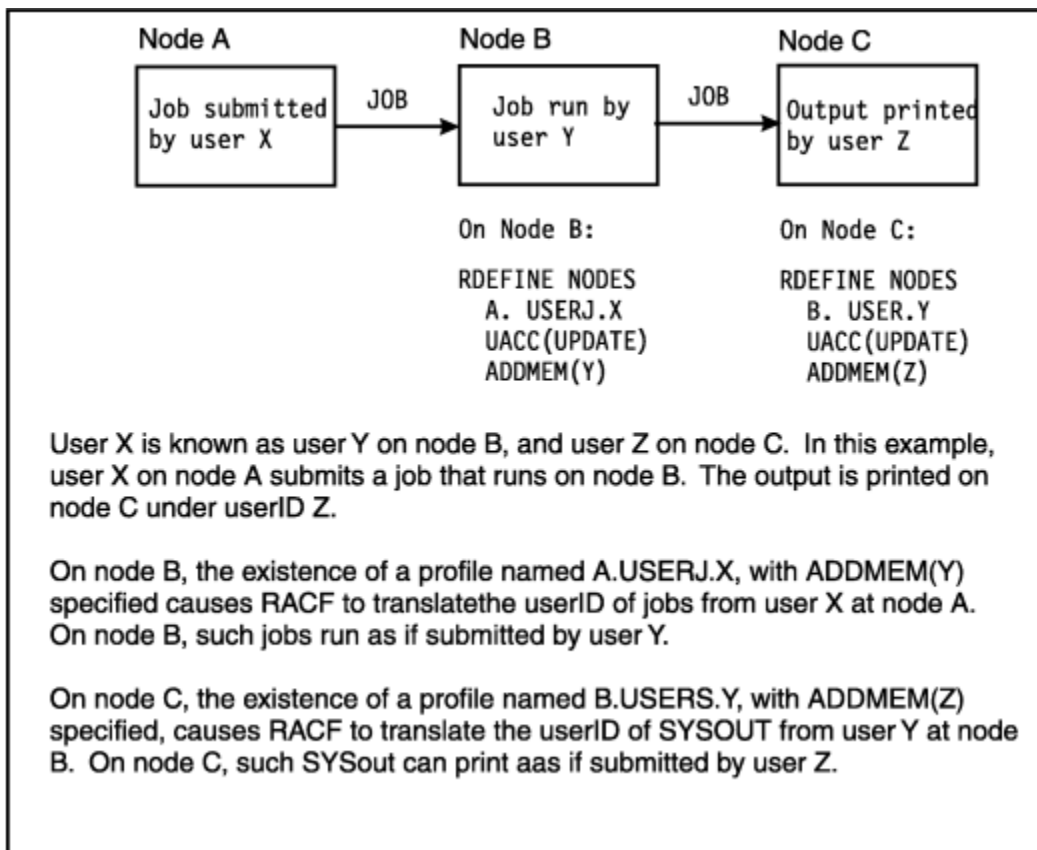 Node A
Node B
Node C
Job submitted
by user X
JOB
Job run by
user Y
JOB
Output printed
by user Z
On Node B:
RDEFINE NODES
A. USERJ.X
UACC(UPDATE)
ADDMEM(Y)
On Node C:
RDEFINE NODES
B. USER.Y
UACC(UPDATE)
ADDMEM(Z)
User X is known as user Y on node B, and user Z on node C. In this example,
user X on node A submits a job that runs on node B. The output is printed on
node C under userID Z.
On node B, the existence of a profile named A.USERJ.X, with ADDMEM(Y)
specified causes RACF to translatethe userID of jobs from user X at node A.
On node B, such jobs run as if submitted by user Y.
On node C, the existence of a profile named B.USERS.Y, with ADDMEM(Z)
specified, causes RACF to translate the userID of SYSOUT from user Y at node
B. On node C, such SYSout can print aas if submitted by user Z.